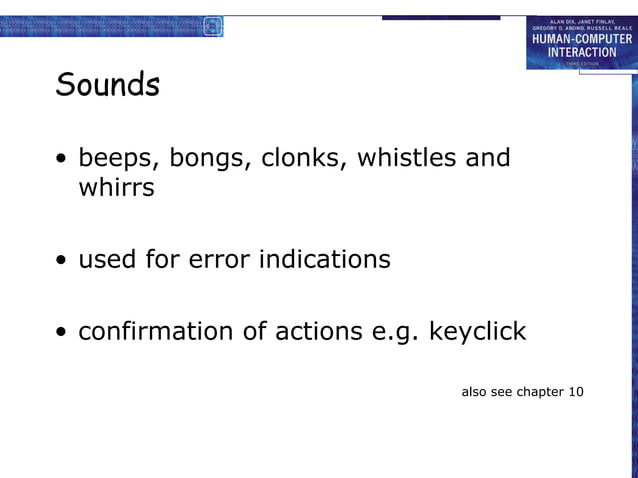 ALAN DIX, JANET FINLAY,
GREGORY D. ABOWD, RUSSELL BEALE
HUMAN-COMPUTER
INTERACTION
THIRD EDITION
Sounds
• beeps, bongs, clonks, whistles and
whirrs
• used for error indications
• confirmation of actions e.g. keyclick
also see chapter 10